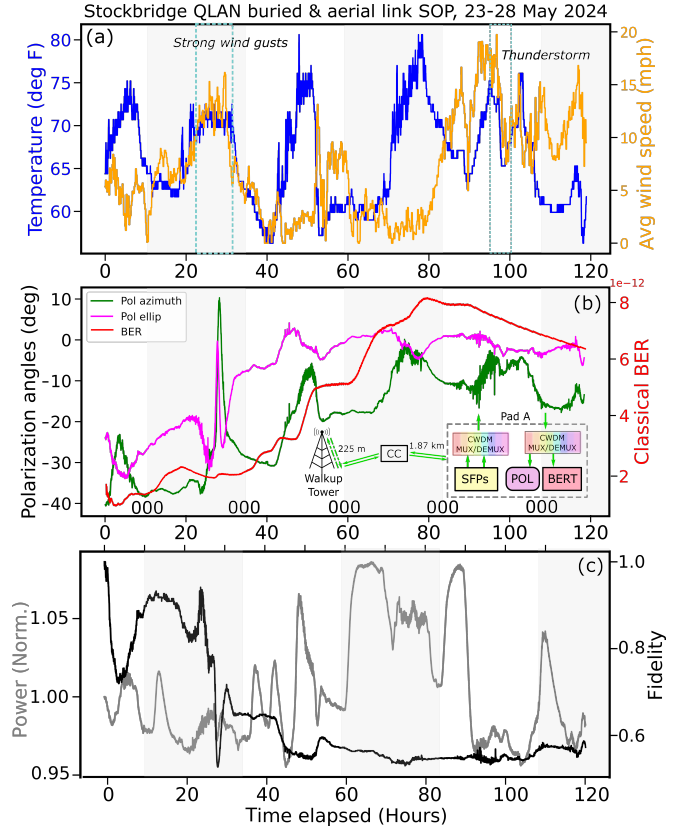 Stockbridge QLAN buried & aerial link SOP, 23-28 May 2024
(a)
Strong wind gusts
Thunderstorm
Temperature (deg F)
80
75
70
65
60
20
15
10
5
0
Avg wind speed (mph)
0 20 40 60 80 100 120
1e−12
(b)
Pol azimuth
Pol ellip
BER
Polarization angles (deg)
10
0
−10
−20
−30
−40
8
6
4
2
Classical BER
Pad A
225 m
1.87 km
CC
Walkup
Tower
CWDM
MUX/DEMUX
CWDM
MUX/DEMUX
SFPs
POL
BERT
0000 0000 0000 0000 0000
0 20 40 60 80 100 120
(c)
Power (Norm.)
1.05
1.00
0.95
1.0
0.8
0.6
Fidelity
0 20 40 60 80 100 120
Time elapsed (Hours)